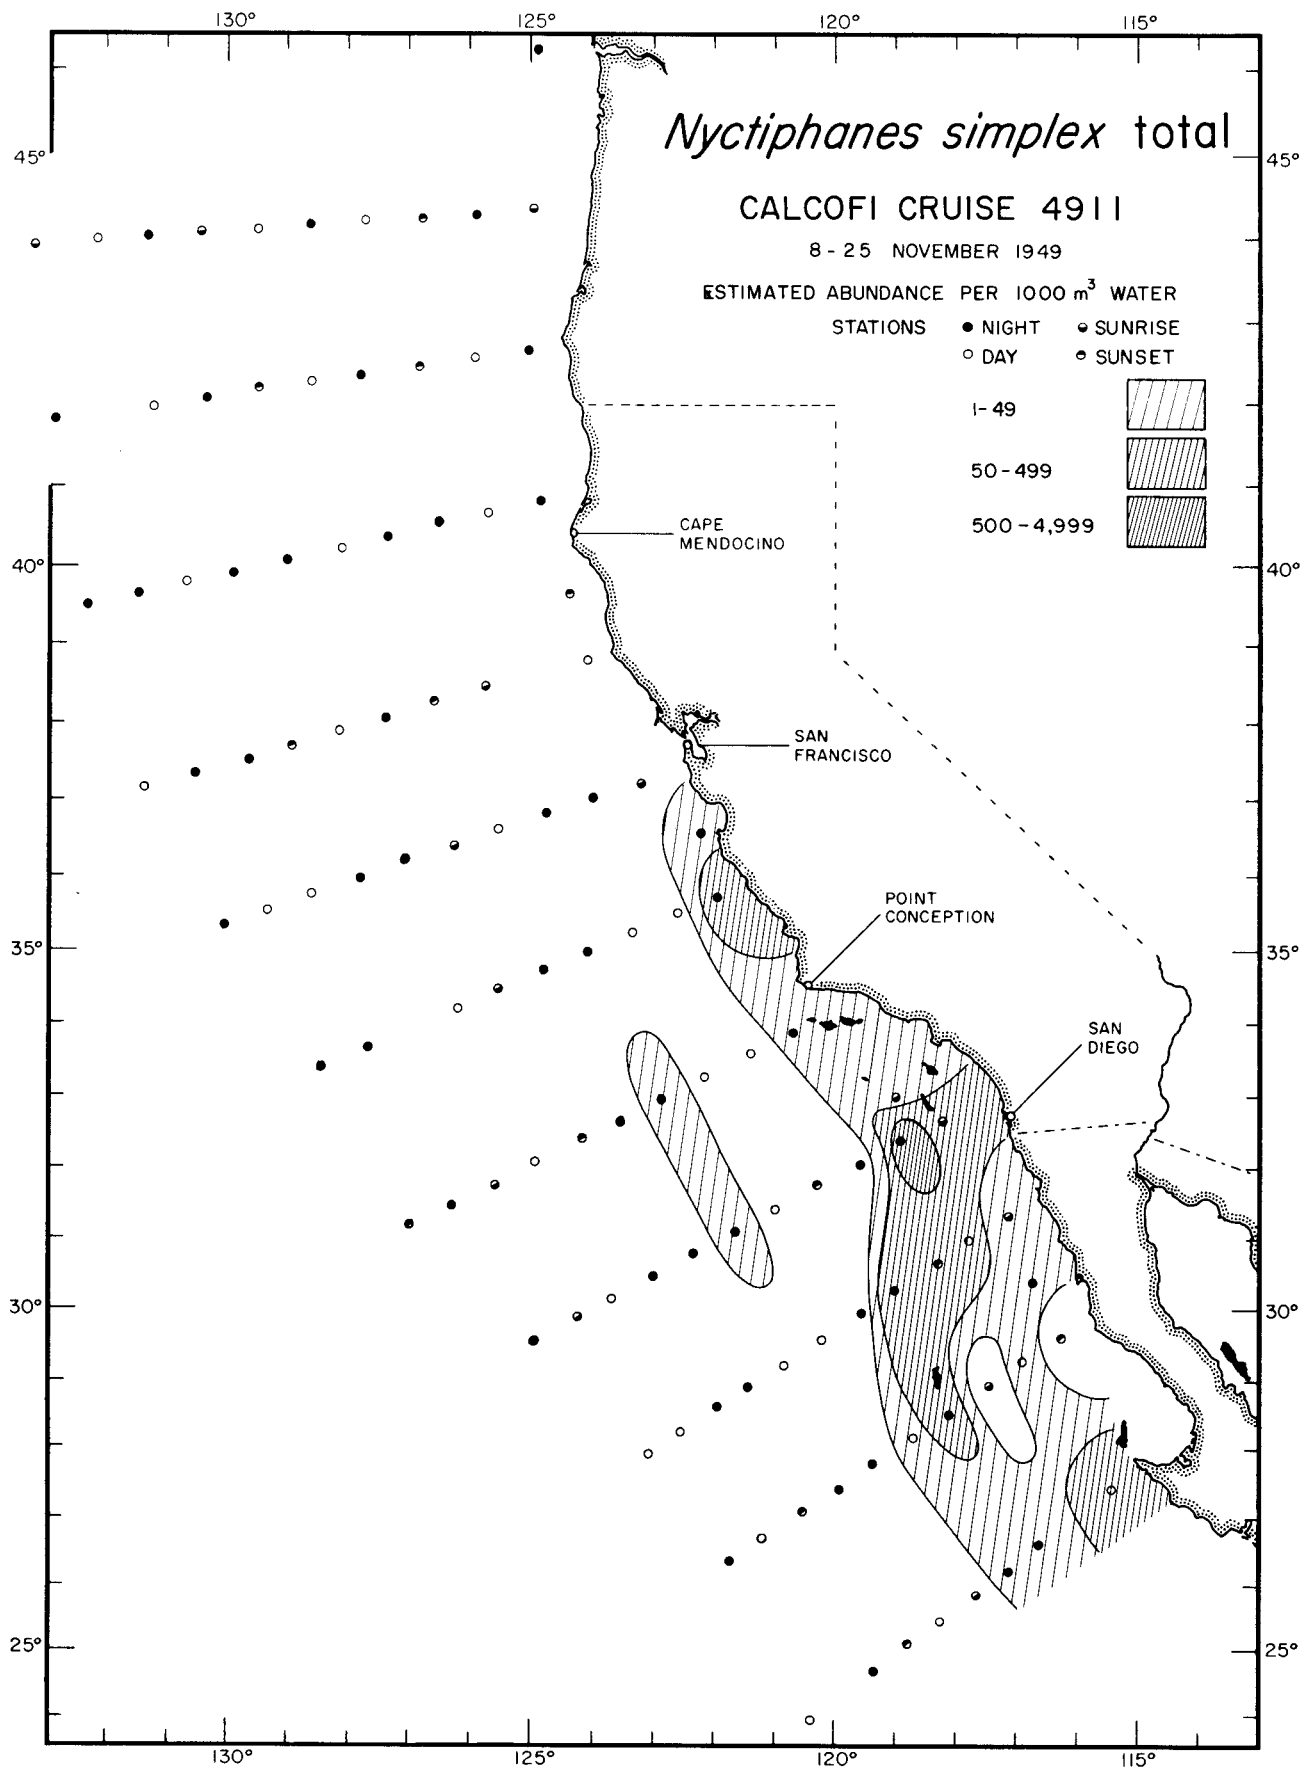 130° 125° 120° 115°
Nyctiphanes simplex total
45° 45°
CALCOFI CRUISE 4911
8-25 NOVEMBER 1949
ESTIMATED ABUNDANCE PER 1000 m³ WATER
STATIONS ● NIGHT SUNRISE
○ DAY SUNSET
1-49
50-499
500-4,999
CAPE
MENDOCINO
40° 40°
SAN
FRANCISCO
POINT
CONCEPTION
35° 35°
SAN
DIEGO
30° 30°
25° 25°
130° 125° 120° 115°